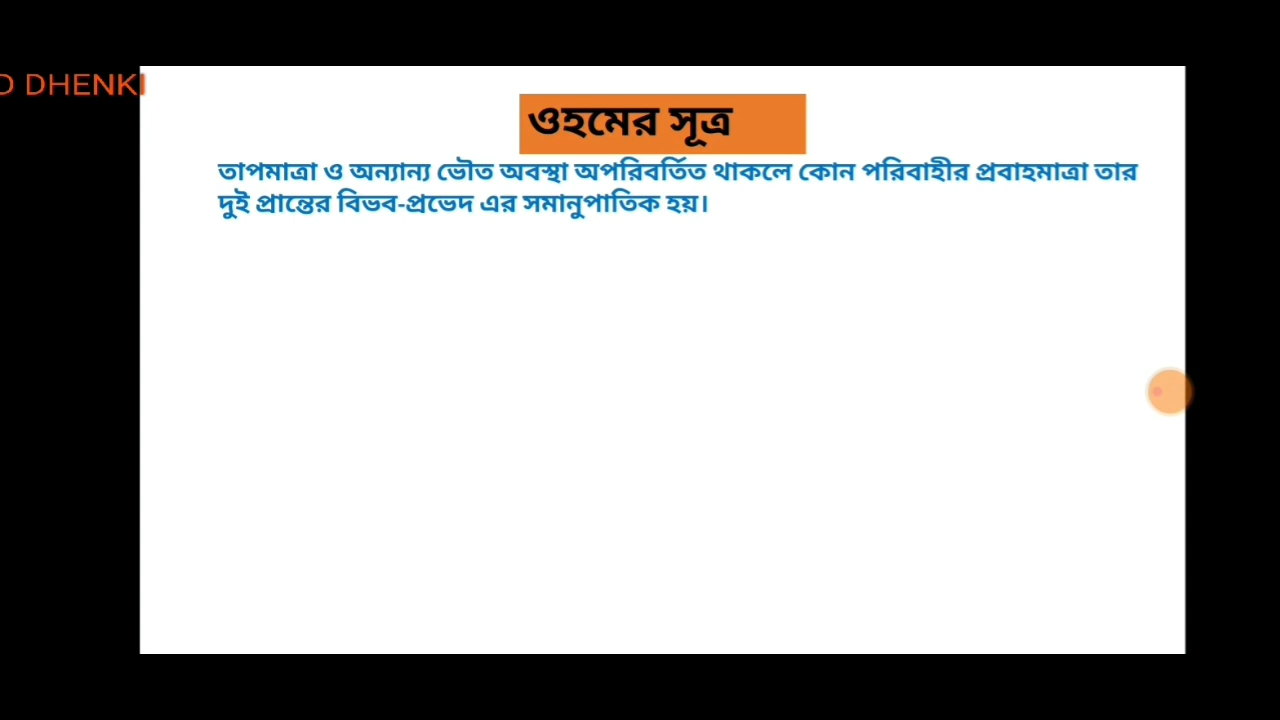 D DHENKI
ওহমের সূত্র
তাপমাত্রা ও অন্যান্য ভৌত অবস্থা অপরিবর্তিত থাকলে কোন পরিবাহীর প্রবাহমাত্রা তার
দুই প্রান্তের বিভব-প্রভেদ এর সমানুপাতিক হয়।